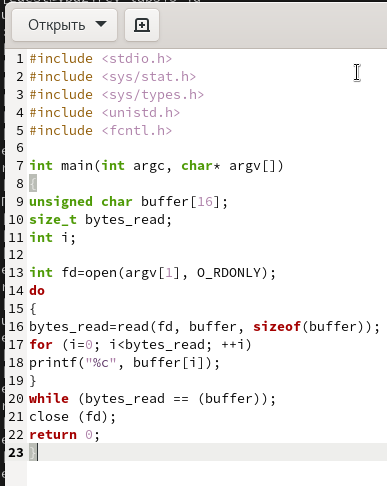 Открыть
1 #include <stdio.h>
2 #include <sys/stat.h>
3 #include <sys/types.h>
4 #include <unistd.h>
5 #include <fcntl.h>
6
7 int main(int argc, char* argv[])
8 {
9 unsigned char buffer[16];
10 size_t bytes_read;
11 int i;
12
13 int fd=open(argv[1], O_RDONLY);
14 do
15 {
16 bytes_read=read(fd, buffer, sizeof(buffer));
17 for (i=0; i<bytes_read; ++i)
18 printf("%c", buffer[i]);
19 }
20 while (bytes_read == (buffer));
21 close (fd);
22 return 0;
23 }